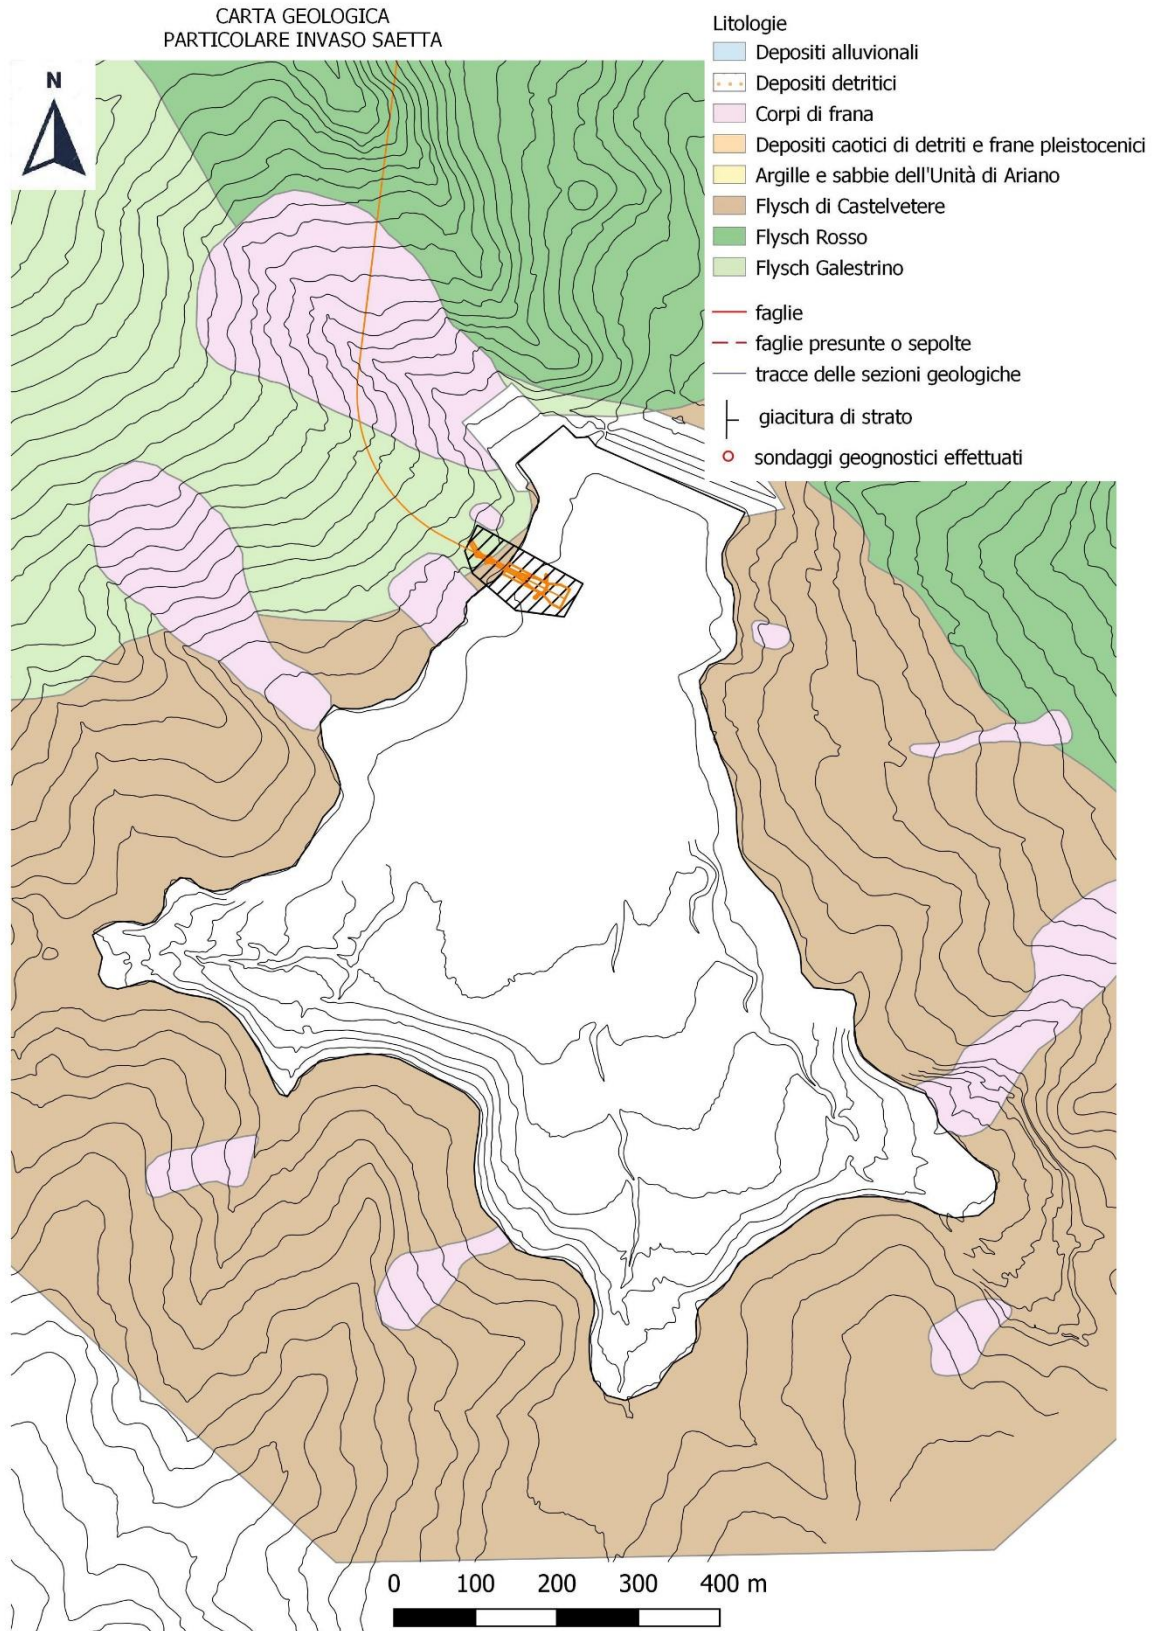 CARTA GEOLOGICA
PARTICOLARE INVASO SAETTA
N
Litologie
Depositi alluvionali
Depositi detritici
Corpi di frana
Depositi caotici di detriti e frane pleistocenici
Argille e sabbie dell'Unità di Ariano
Flysch di Castelvetere
Flysch Rosso
Flysch Galestrino
faglie
faglie presunte o sepolte
tracce delle sezioni geologiche
giacitura di strato
sondaggi geognostici effettuati
0 100 200 300 400 m